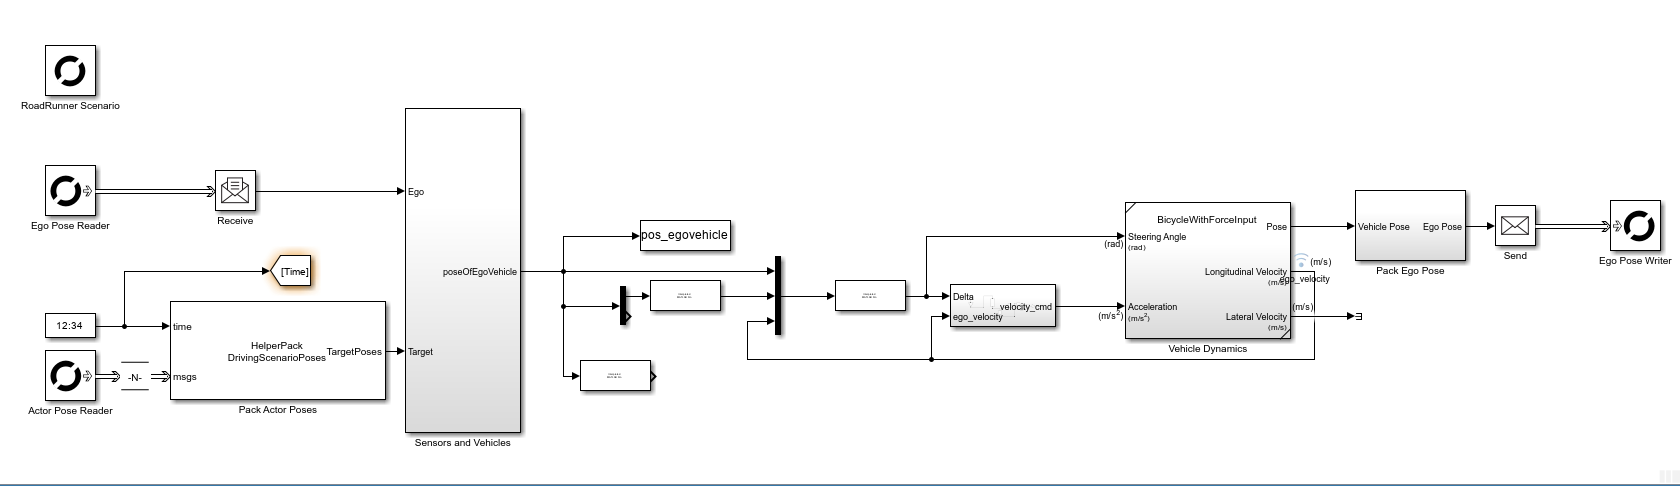 RoadRunner Scenario
Ego Pose Reader
Receive
[Time]
12:34
Actor Pose Reader
-N-
time
msgs
HelperPack
DrivingScenarioPoses
TargetPoses
Pack Actor Poses
Ego
Target
poseOfEgoVehicle
Sensors and Vehicles
pos_egovehicle
Delta
ego_velocity
velocity_cmd
(rad)
(m/s²)
BicycleWithForceInput
Steering Angle
(rad)
Acceleration
(m/s²)
Pose
Longitudinal Velocity
(m/s)
Lateral Velocity
(m/s)
Vehicle Dynamics
(m/s)
ego_velocity
(m/s)
Vehicle Pose
Ego Pose
Pack Ego Pose
Send
Ego Pose Writer